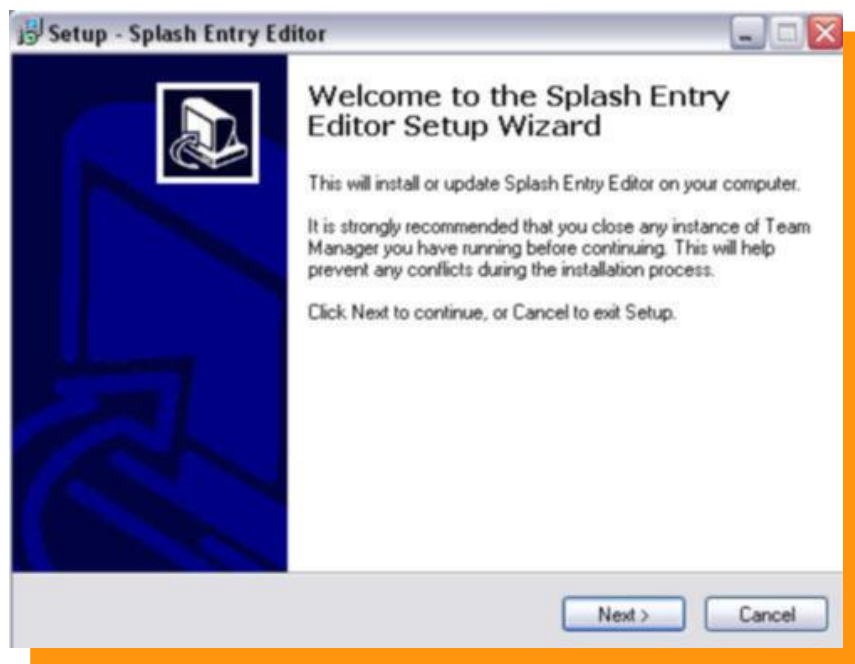 Setup - Splash Entry Editor
Welcome to the Splash Entry
Editor Setup Wizard
This will install or update Splash Entry Editor on your computer.
It is strongly recommended that you close any instance of Team
Manager you have running before continuing. This will help
prevent any conflicts during the installation process.
Click Next to continue, or Cancel to exit Setup.
Next >
Cancel